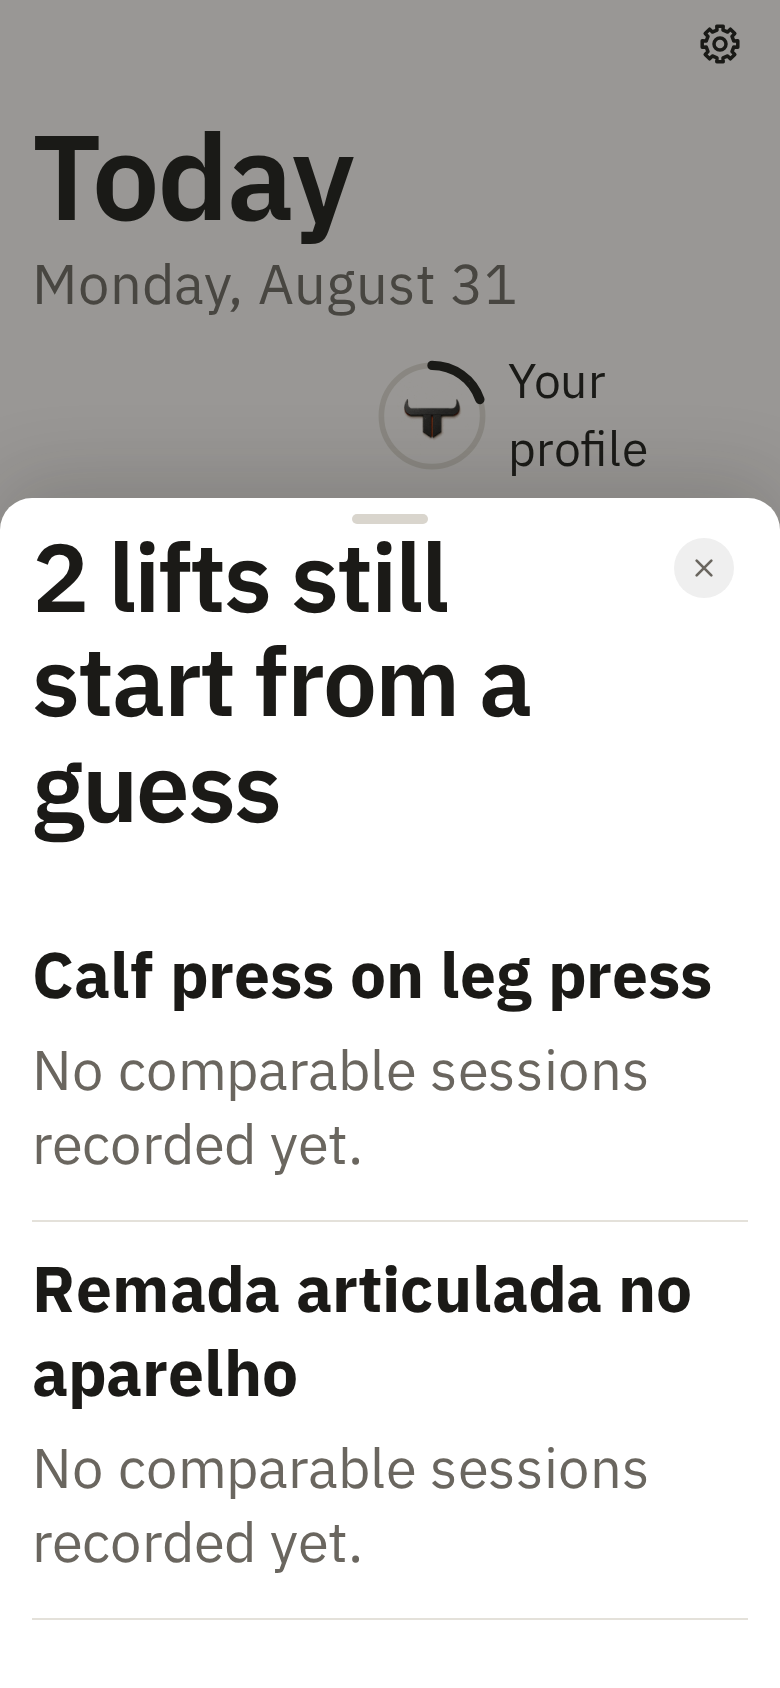 Today
Monday, August 31
Your
profile
2 lifts still
start from a
guess
Calf press on leg press
No comparable sessions
recorded yet.
Remada articulada no
aparelho
No comparable sessions
recorded yet.